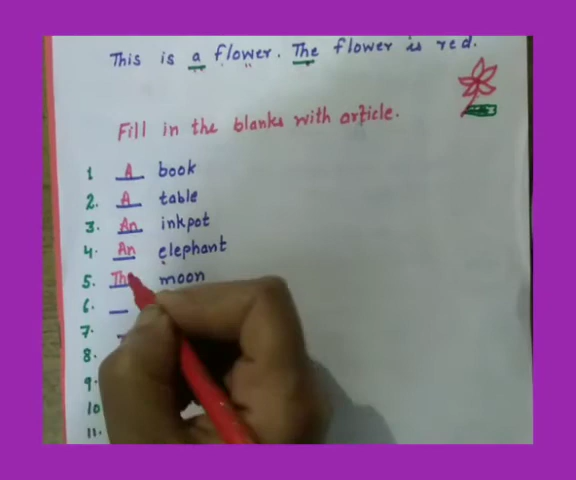 This is a flower. The flower is red.
Fill in the blanks with article.
1 A book
2. A table
3. An inkpot
4. An elephant
5. The moon
6.
7.
8.
9.
10
11.